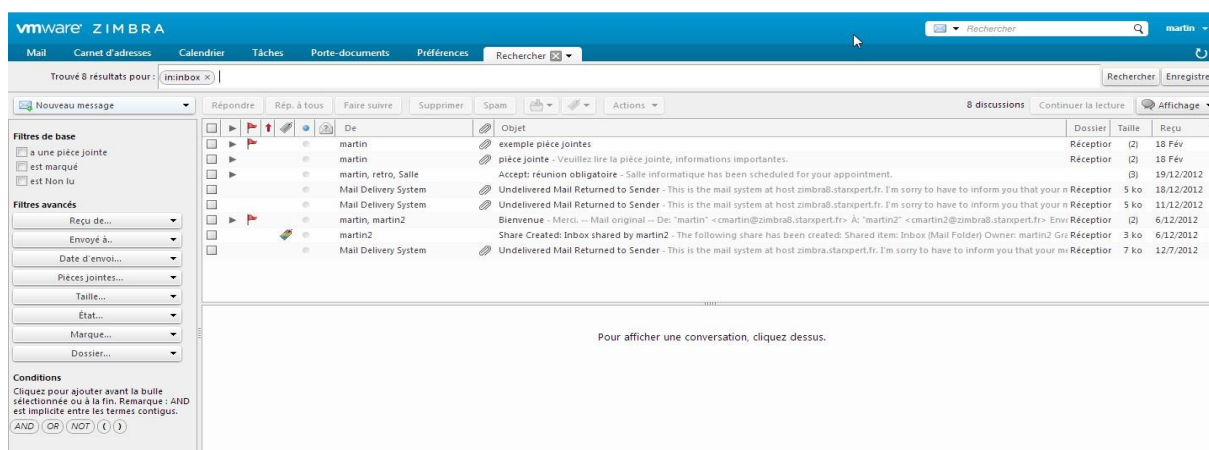 vmware ZIMBRA Rechercher martin
Mail Carnet d'adresses Calendrier Tâches Porte-documents Préférences Rechercher
Trouvé 8 résultats pour : in:inbox × Rechercher Enregistre
Nouveau message Répondre Rép. à tous Faire suivre Supprimer Spam Actions 8 discussions Continuer la lecture Affichage
De Objet Dossier Taille Reçu
martin exemple pièce jointes Réception (2) 18 Fév
martin pièce jointe - Veuillez lire la pièce jointe, informations importantes. Réception (2) 18 Fév
martin, retro, Salle Accept: réunion obligatoire - Salle informatique has been scheduled for your appointment. (3) 19/12/2012
Mail Delivery System Undelivered Mail Returned to Sender - This is the mail system at host zimbra8.starxpert.fr. I'm sorry to have to inform you that your n Réception 5 ko 18/12/2012
Mail Delivery System Undelivered Mail Returned to Sender - This is the mail system at host zimbra8.starxpert.fr. I'm sorry to have to inform you that your n Réception 5 ko 11/12/2012
martin, martin2 Bienvenue - Merci. -- Mail original -- De: "martin" <cmartin@zimbra8.starxpert.fr> À: "martin2" <cmartin2@zimbra8.starxpert.fr> Env Réception (2) 6/12/2012
martin2 Share Created: Inbox shared by martin2 - The following share has been created: Shared item: Inbox (Mail Folder) Owner: martin2 Gra Réception 3 ko 6/12/2012
Mail Delivery System Undelivered Mail Returned to Sender - This is the mail system at host zimbra.starxpert.fr. I'm sorry to have to inform you that your m Réception 7 ko 12/7/2012
Filtres de base
a une pièce jointe
est marqué
est Non lu
Filtres avancés
Reçu de...
Envoyé à..
Date d'envoi...
Pièces jointes...
Taille...
État...
Marque...
Dossier...
Conditions
Cliquez pour ajouter avant la bulle
sélectionnée ou à la fin. Remarque : AND
est implicite entre les termes contigus.
AND OR NOT ( )
Pour afficher une conversation, cliquez dessus.